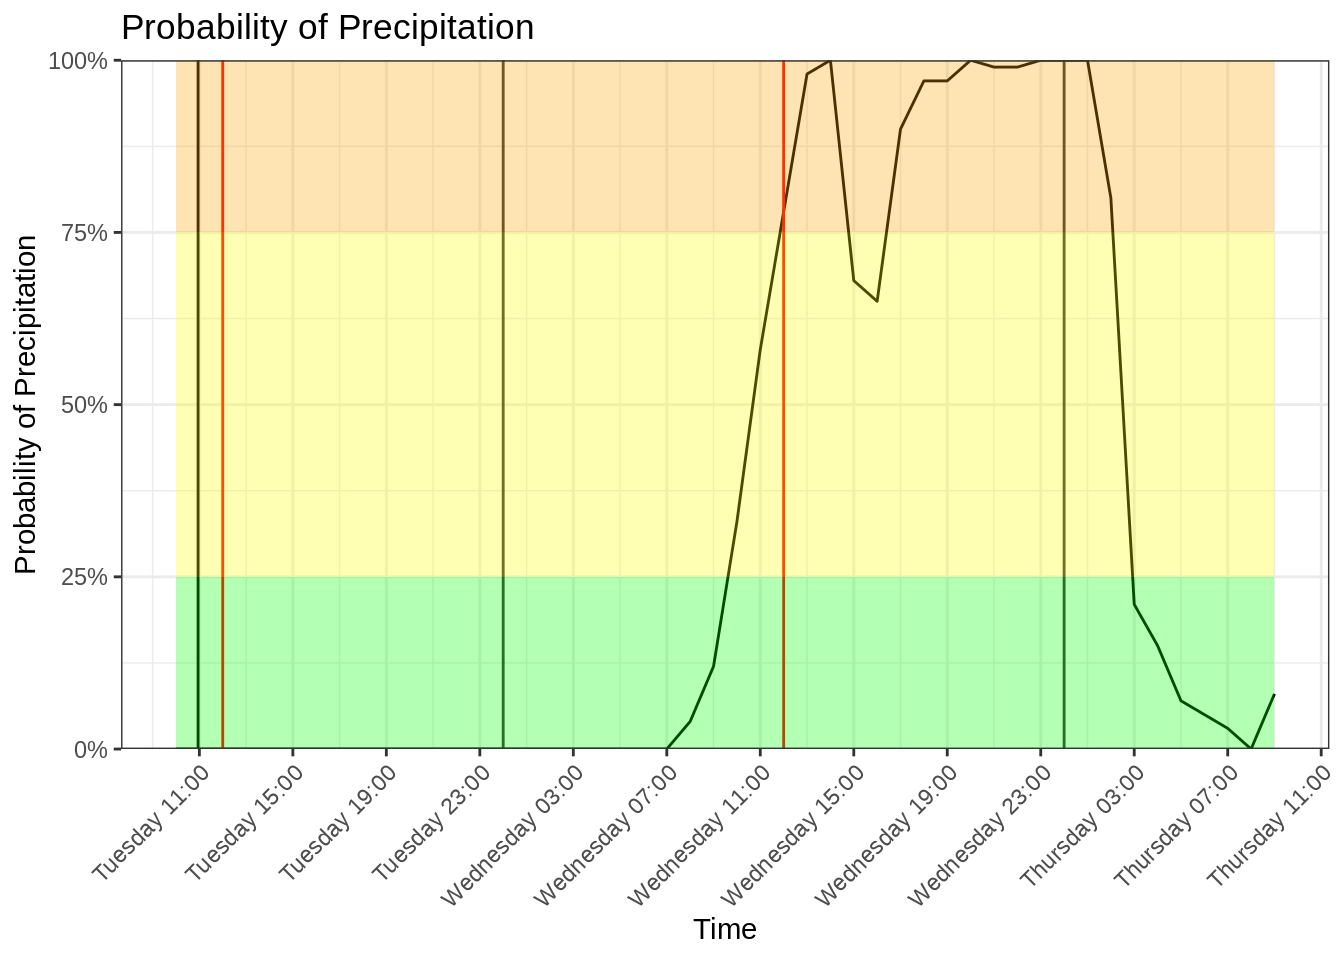 Probability of Precipitation
Probability of Precipitation
100%
75%
50%
25%
0%
Tuesday 11:00
Tuesday 15:00
Tuesday 19:00
Tuesday 23:00
Wednesday 03:00
Wednesday 07:00
Wednesday 11:00
Wednesday 15:00
Wednesday 19:00
Wednesday 23:00
Thursday 03:00
Thursday 07:00
Thursday 11:00
Time